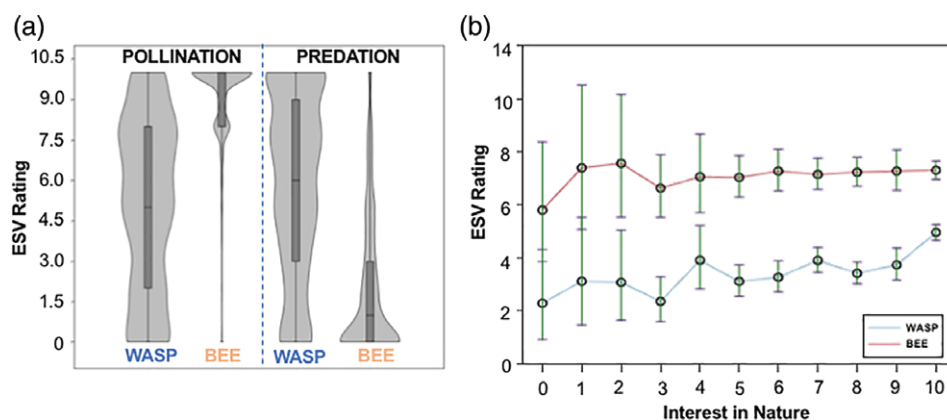 (a)
POLLINATION PREDATION
10.5
9.0
7.5
6.0
4.5
3.0
1.5
0
ESV Rating
WASP BEE WASP BEE
(b)
14
12
10
8
6
4
2
0
ESV Rating
0 1 2 3 4 5 6 7 8 9 10
Interest in Nature
WASP
BEE